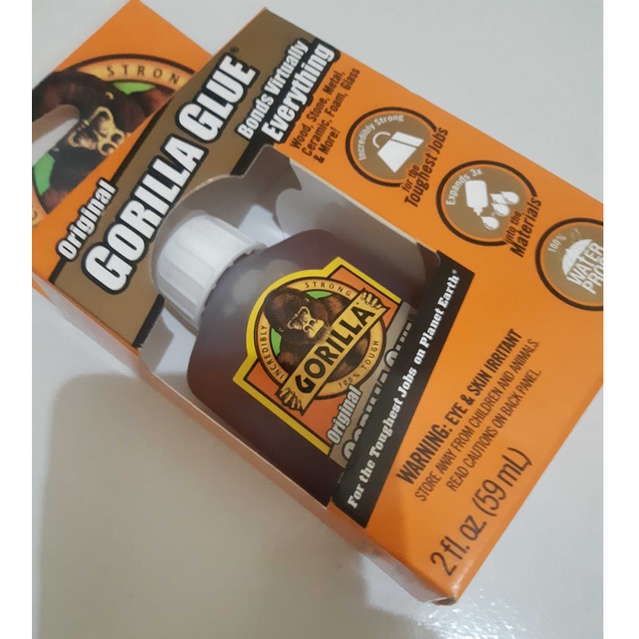 STRONG
Original
GORILLA GLUE®
Bonds Virtually
Everything
Wood, Stone, Metal,
Ceramic, Foam, Glass
& More!
Incredibly Strong
for the
Toughest Jobs
Expands 3x
into the
Materials
100%
WATER
PROOF
INCREDIBLY STRONG
GORILLA
100% TOUGH
Original
For the Toughest Jobs on Planet Earth®
WARNING: EYE & SKIN IRRITANT
STORE AWAY FROM CHILDREN AND ANIMALS.
READ CAUTIONS ON BACK PANEL
2 fl. oz (59 mL)